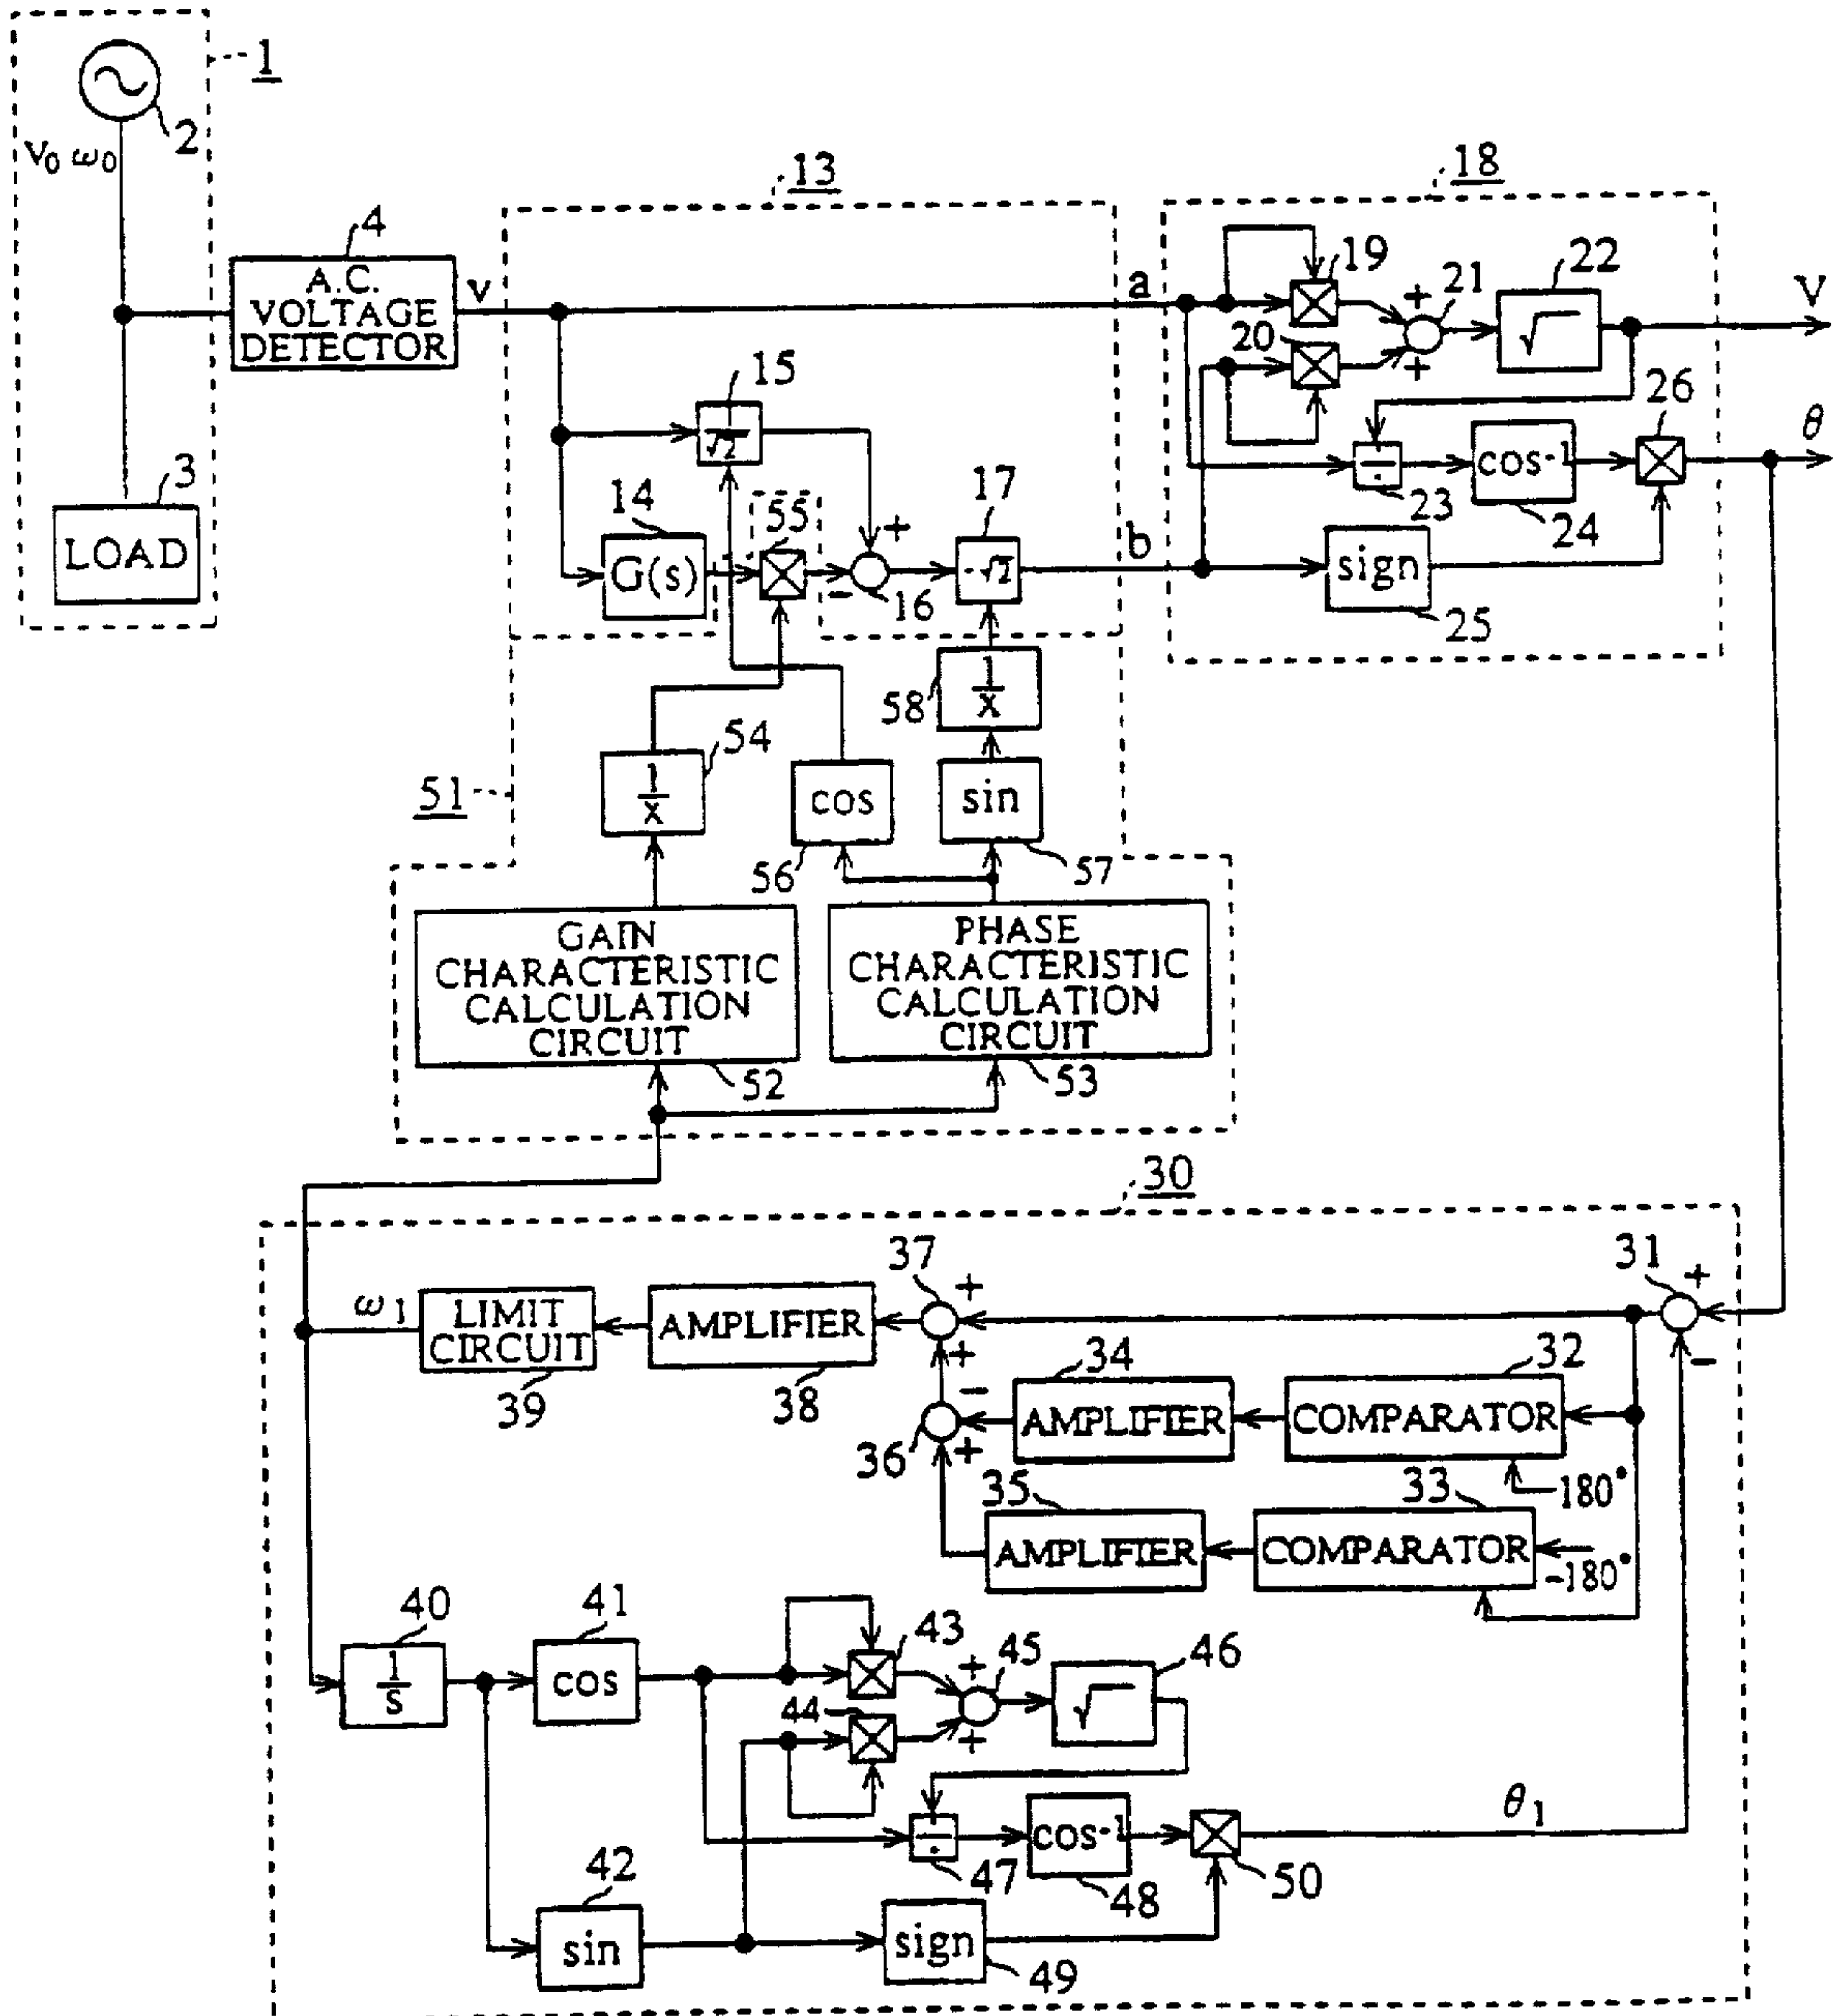 1
2
V₀ ω₀
3
LOAD
4
A.C.
VOLTAGE
DETECTOR
v
13
15
1
√2
14
G(s)
55
+
−
16
17
-√2
a
b
18
19
20
+
21
+
22
√
V
23
÷
24
cos⁻¹
25
sign
26
θ
51
54
1
x
56
cos
57
sin
58
1
x
GAIN
CHARACTERISTIC
CALCULATION
CIRCUIT
52
PHASE
CHARACTERISTIC
CALCULATION
CIRCUIT
53
30
31
+
−
37
+
+
ω1
LIMIT
CIRCUIT
39
AMPLIFIER
38
34
AMPLIFIER
32
COMPARATOR
180°
−
36
+
35
AMPLIFIER
33
COMPARATOR
-180°
40
1
s
41
cos
42
sin
43
44
+
45
+
46
√
47
÷
48
cos⁻¹
49
sign
50
θ1